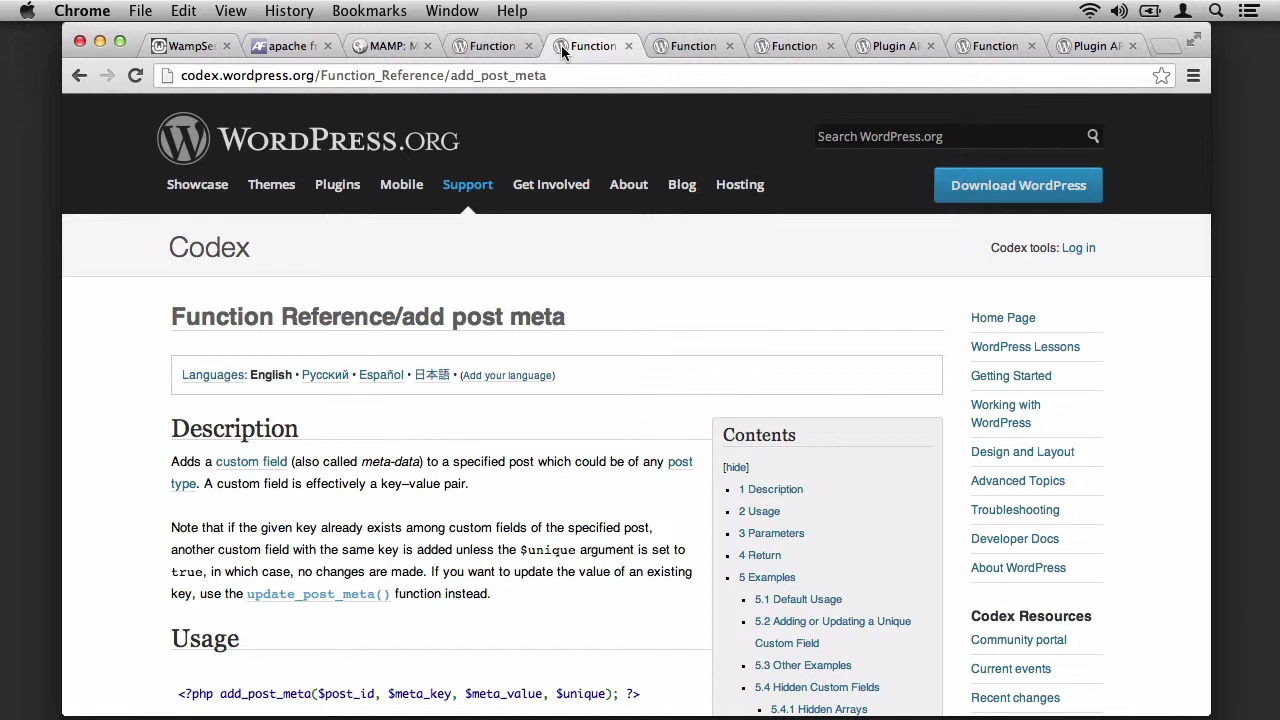 Chrome File Edit View History Bookmarks Window Help
WampSe apache fr MAMP: M Function Function Function Function Plugin AP Function Plugin AP
codex.wordpress.org/Function_Reference/add_post_meta
WORDPRESS.ORG
Search WordPress.org
Showcase Themes Plugins Mobile Support Get Involved About Blog Hosting
Download WordPress
Codex
Codex tools: Log in
Function Reference/add post meta
Languages: English • Русский • Español • 日本語 • (Add your language)
Description
Adds a custom field (also called meta-data) to a specified post which could be of any post
type. A custom field is effectively a key–value pair.
Note that if the given key already exists among custom fields of the specified post,
another custom field with the same key is added unless the $unique argument is set to
true, in which case, no changes are made. If you want to update the value of an existing
key, use the update_post_meta() function instead.
Usage
<?php add_post_meta($post_id, $meta_key, $meta_value, $unique); ?>
Contents
[hide]
1 Description
2 Usage
3 Parameters
4 Return
5 Examples
5.1 Default Usage
5.2 Adding or Updating a Unique
Custom Field
5.3 Other Examples
5.4 Hidden Custom Fields
5.4.1 Hidden Arrays
Home Page
WordPress Lessons
Getting Started
Working with
WordPress
Design and Layout
Advanced Topics
Troubleshooting
Developer Docs
About WordPress
Codex Resources
Community portal
Current events
Recent changes